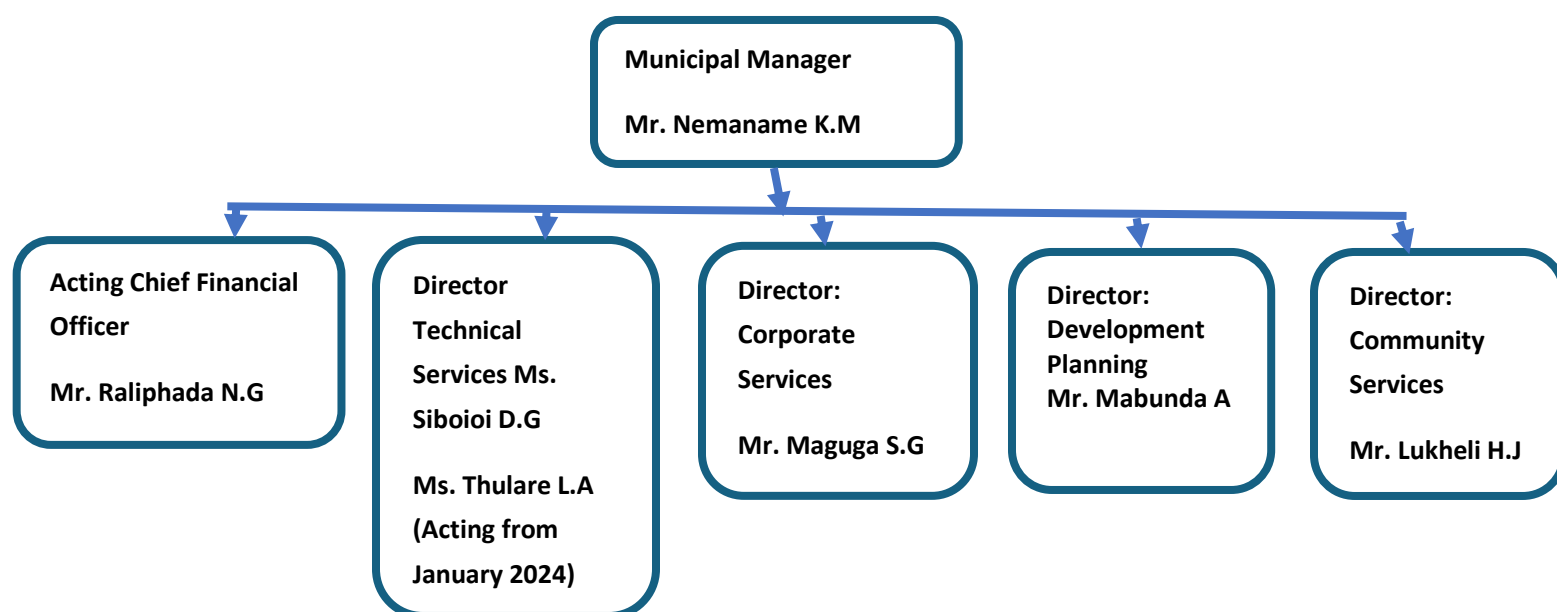 Municipal Manager
Mr. Nemaname K.M
Acting Chief Financial
Officer
Mr. Raliphada N.G
Director
Technical
Services Ms.
Siboioi D.G
Ms. Thulare L.A
(Acting from
January 2024)
Director:
Corporate
Services
Mr. Maguga S.G
Director:
Development
Planning
Mr. Mabunda A
Director:
Community
Services
Mr. Lukheli H.J